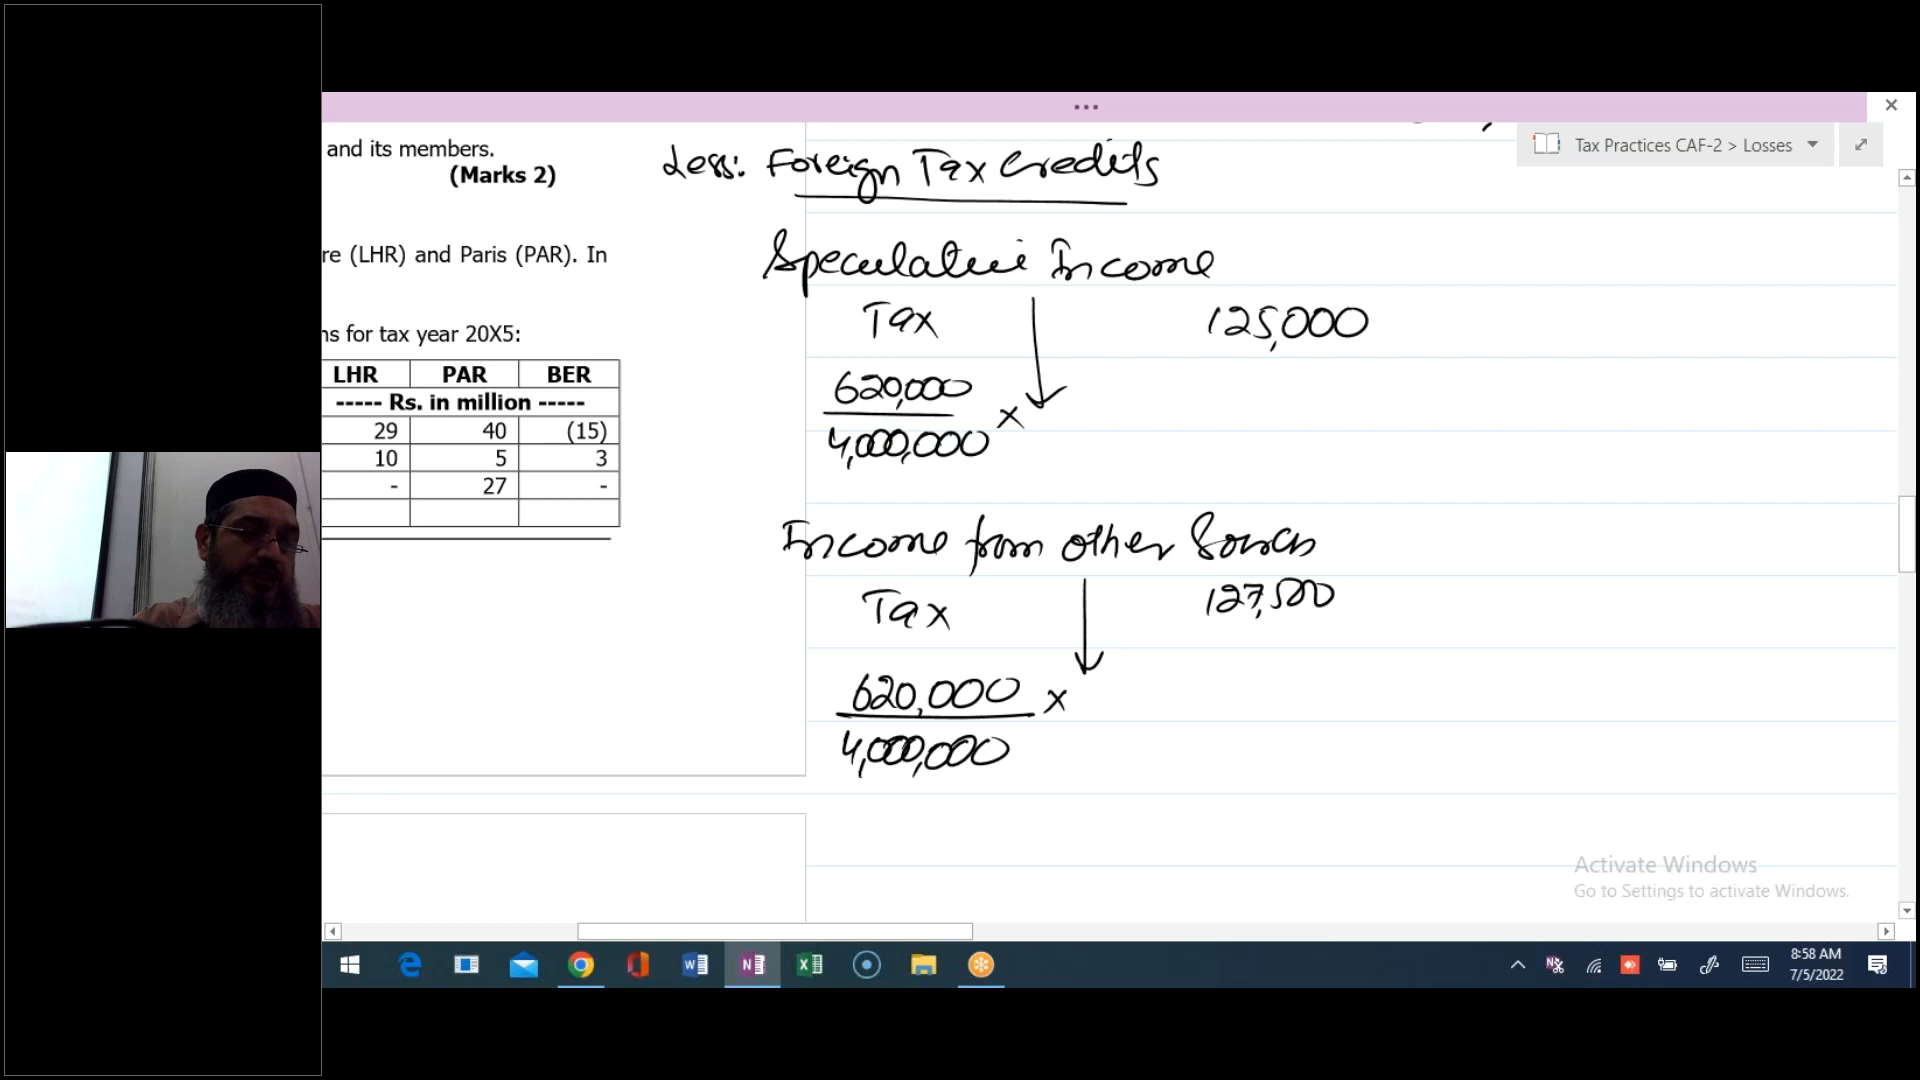 and its members.
(Marks 2)
re (LHR) and Paris (PAR). In
ns for tax year 20X5:
LHR PAR BER
----- Rs. in million -----
29 40 (15)
10 5 3
- 27 -
Tax Practices CAF-2 > Losses
Less: Foreign Tax Credits
Speculative Income
Tax 125,000
620,000
4,000,000 ×
Income from other Sources
Tax 127,500
620,000 ×
4,000,000
Activate Windows
Go to Settings to activate Windows.
8:58 AM
7/5/2022